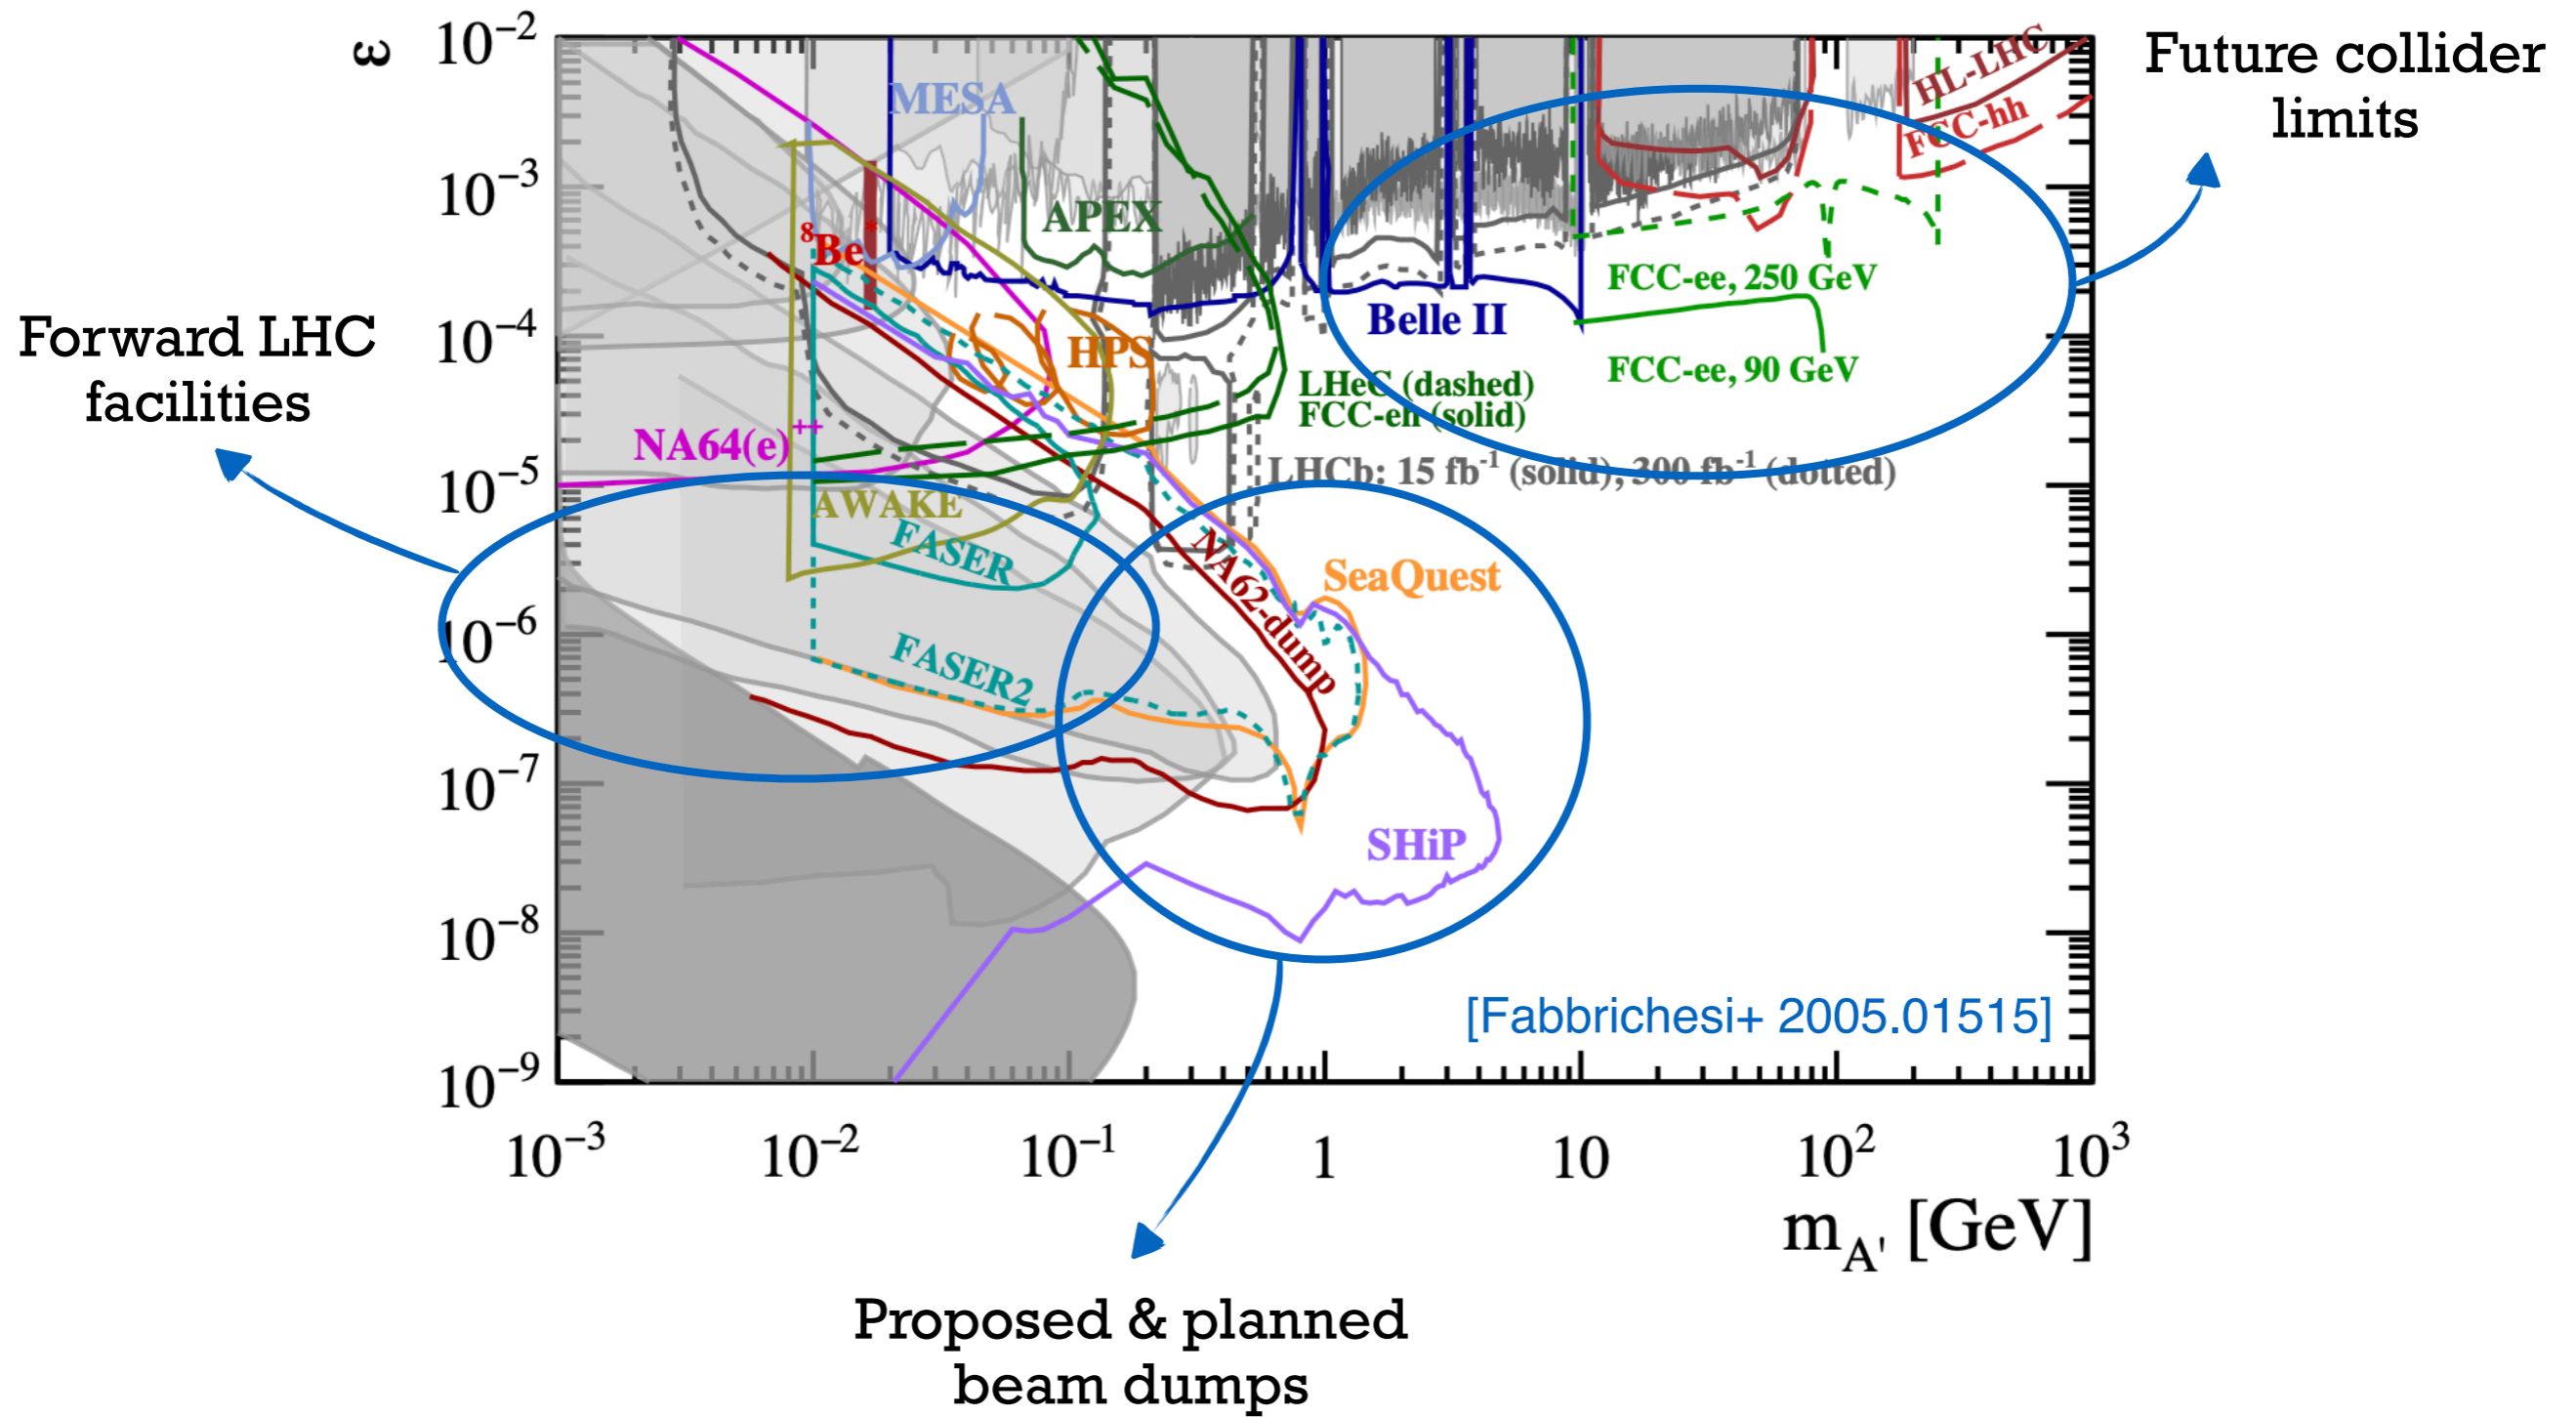 ε
10⁻²
10⁻³
10⁻⁴
10⁻⁵
10⁻⁶
10⁻⁷
10⁻⁸
10⁻⁹
Future collider
limits
HL-LHC
FCC-hh
MESA
APEX
⁸Be*
FCC-ee, 250 GeV
Belle II
FCC-ee, 90 GeV
HPS
LHeC (dashed)
FCC-eh (solid)
Forward LHC
facilities
NA64(e)⁺⁺
LHCb: 15 fb⁻¹ (solid), 300 fb⁻¹ (dotted)
AWAKE
FASER
NA62-dump
SeaQuest
FASER2
SHiP
[Fabbrichesi+ 2005.01515]
10⁻³ 10⁻² 10⁻¹ 1 10 10² 10³
m_A' [GeV]
Proposed & planned
beam dumps